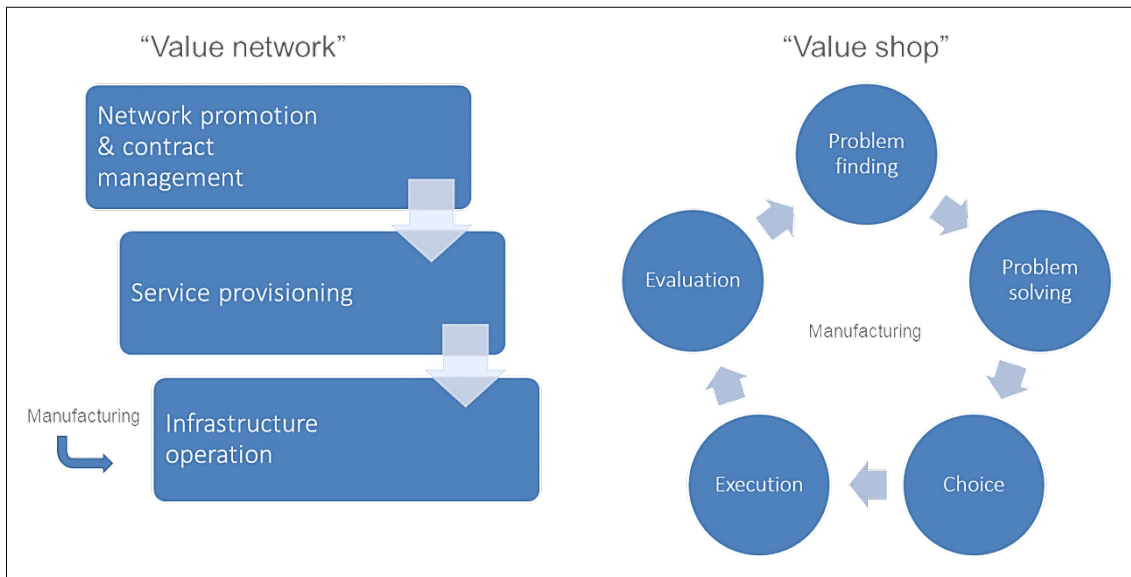 “Value network”
Network promotion
& contract
management
Service provisioning
Manufacturing
Infrastructure
operation
“Value shop”
Problem
finding
Problem
solving
Choice
Execution
Evaluation
Manufacturing